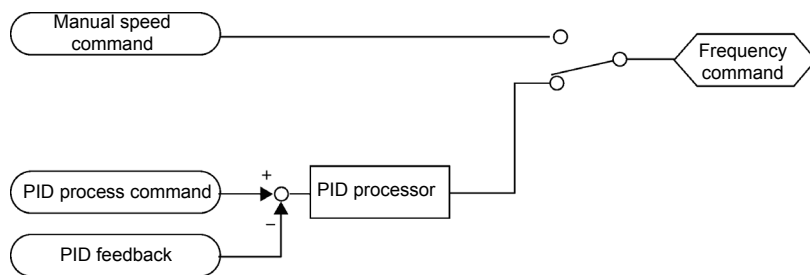 Manual speed
command
Frequency
command
+
PID process command
PID processor
−
PID feedback